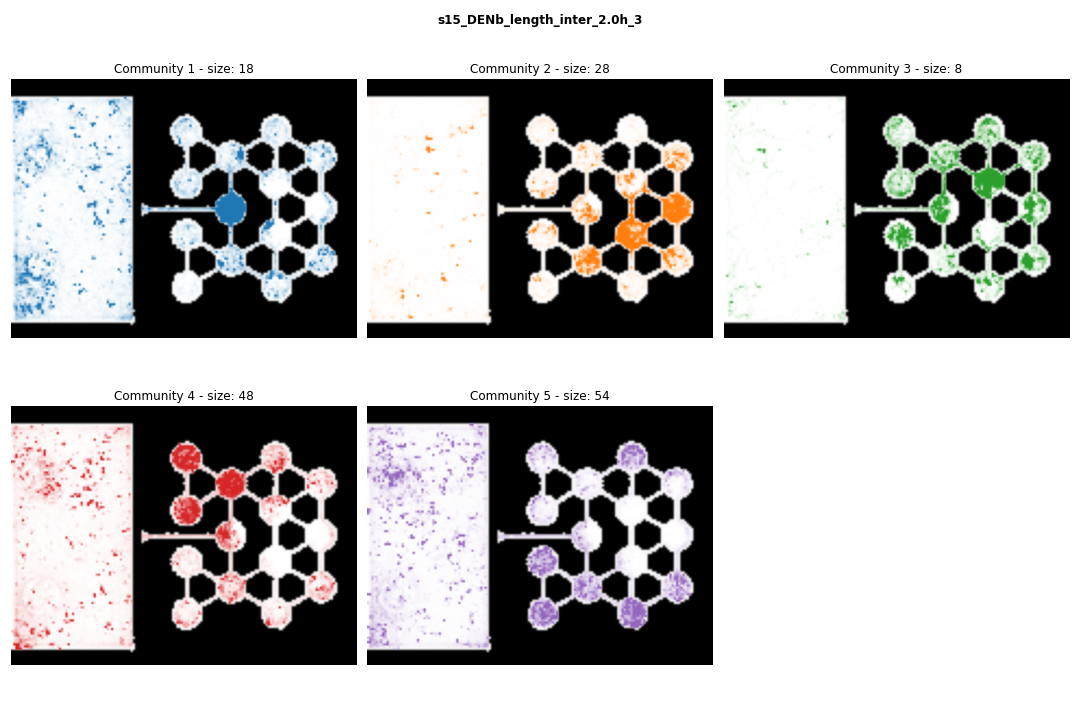 s15_DENb_length_inter_2.0h_3
Community 1 - size: 18
Community 2 - size: 28
Community 3 - size: 8
Community 4 - size: 48
Community 5 - size: 54